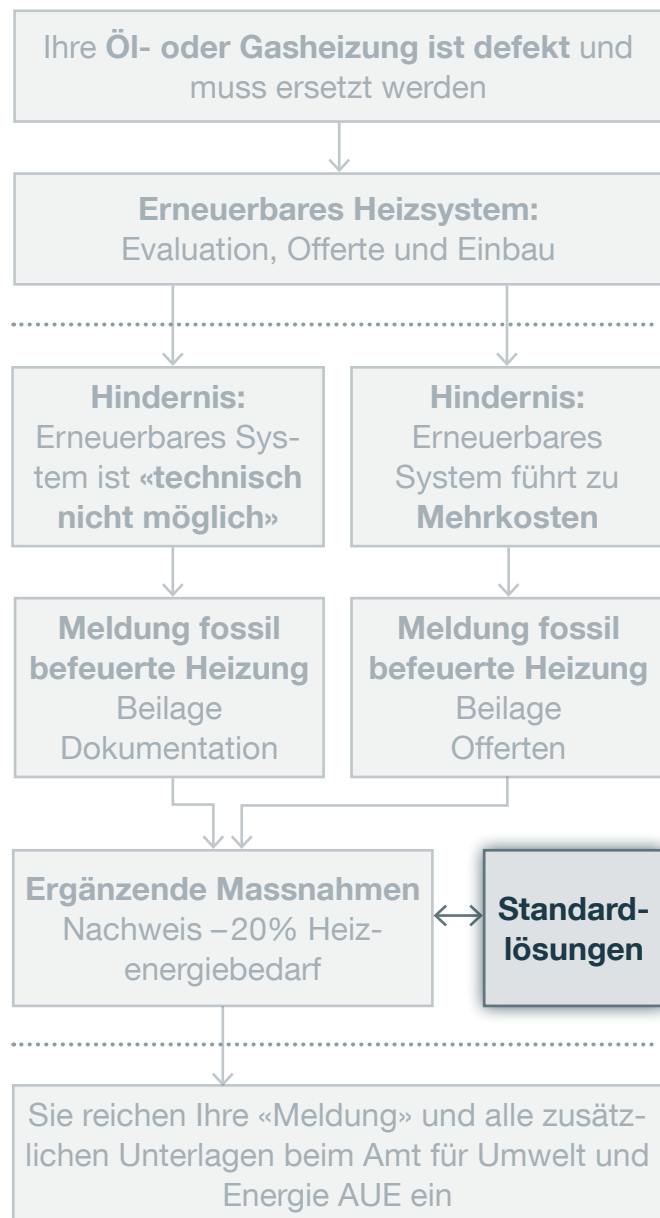 Ihre Öl- oder Gasheizung ist defekt und
muss ersetzt werden
Erneuerbares Heizsystem:
Evaluation, Offerte und Einbau
Hindernis:
Erneuerbares Sys-
tem ist «technisch
nicht möglich»
Hindernis:
Erneuerbares
System führt zu
Mehrkosten
Meldung fossil
befeuerte Heizung
Beilage
Dokumentation
Meldung fossil
befeuerte Heizung
Beilage
Offerten
Ergänzende Massnahmen
Nachweis –20% Heiz-
energiebedarf
Standard-
lösungen
Sie reichen Ihre «Meldung» und alle zusätz-
lichen Unterlagen beim Amt für Umwelt und
Energie AUE ein